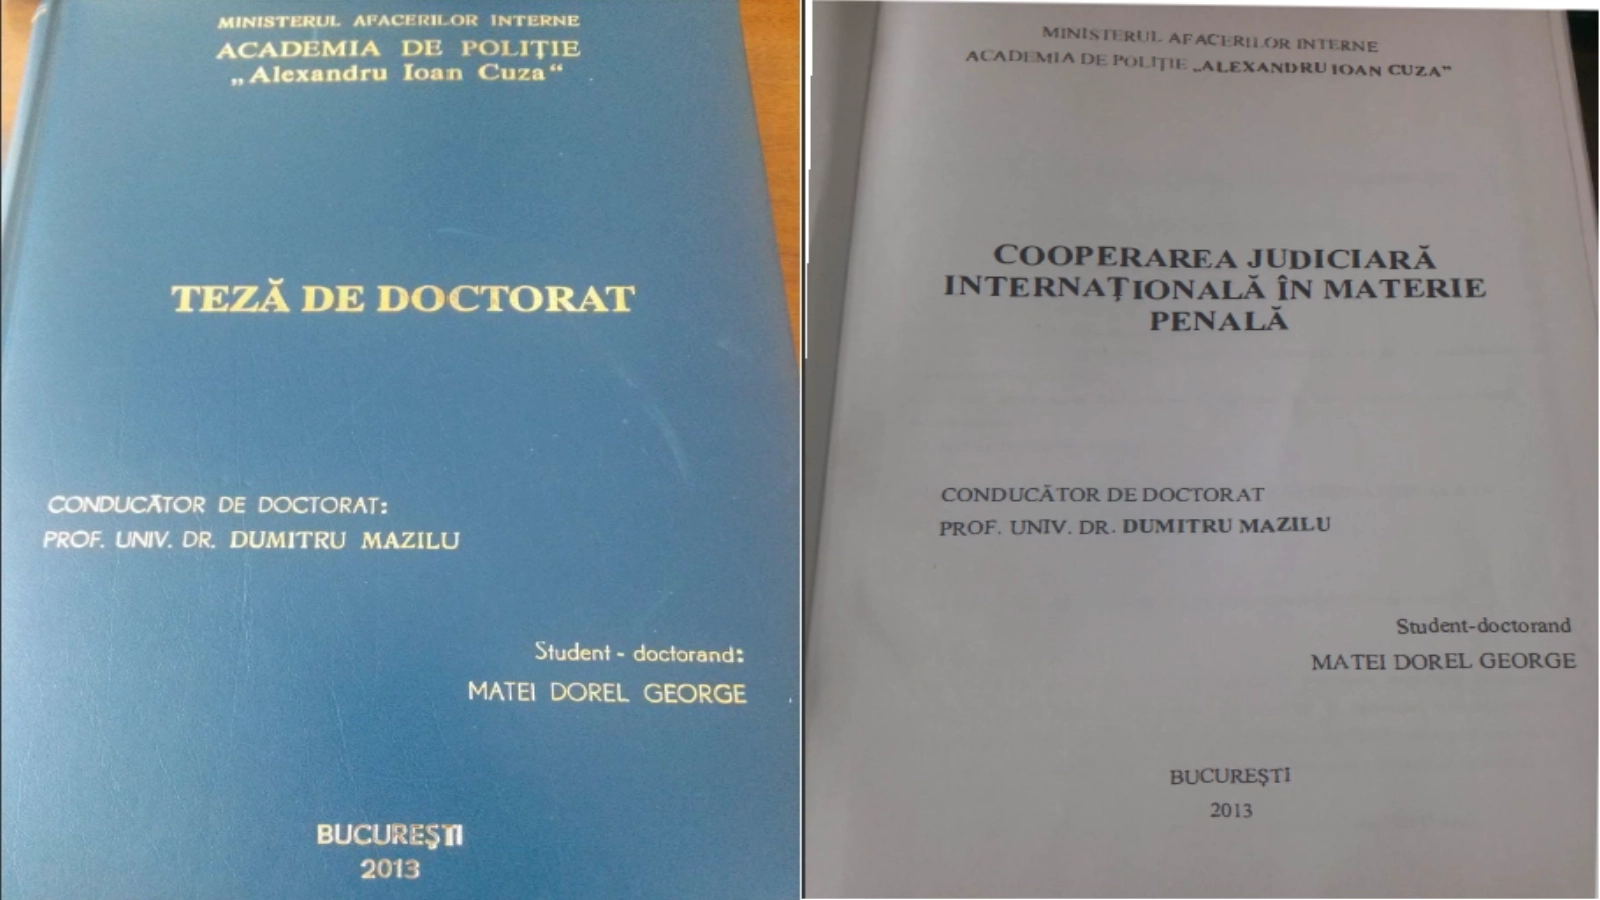 MINISTERUL AFACERILOR INTERNE
ACADEMIA DE POLIȚIE
„Alexandru Ioan Cuza“
TEZĂ DE DOCTORAT
CONDUCĂTOR DE DOCTORAT:
PROF. UNIV. DR. DUMITRU MAZILU
Student - doctorand:
MATEI DOREL GEORGE
BUCUREȘTI
2013
MINISTERUL AFACERILOR INTERNE
ACADEMIA DE POLIȚIE „ALEXANDRU IOAN CUZA”
COOPERAREA JUDICIARĂ
INTERNAȚIONALĂ ÎN MATERIE
PENALĂ
CONDUCĂTOR DE DOCTORAT
PROF. UNIV. DR. DUMITRU MAZILU
Student-doctorand
MATEI DOREL GEORGE
BUCUREȘTI
2013